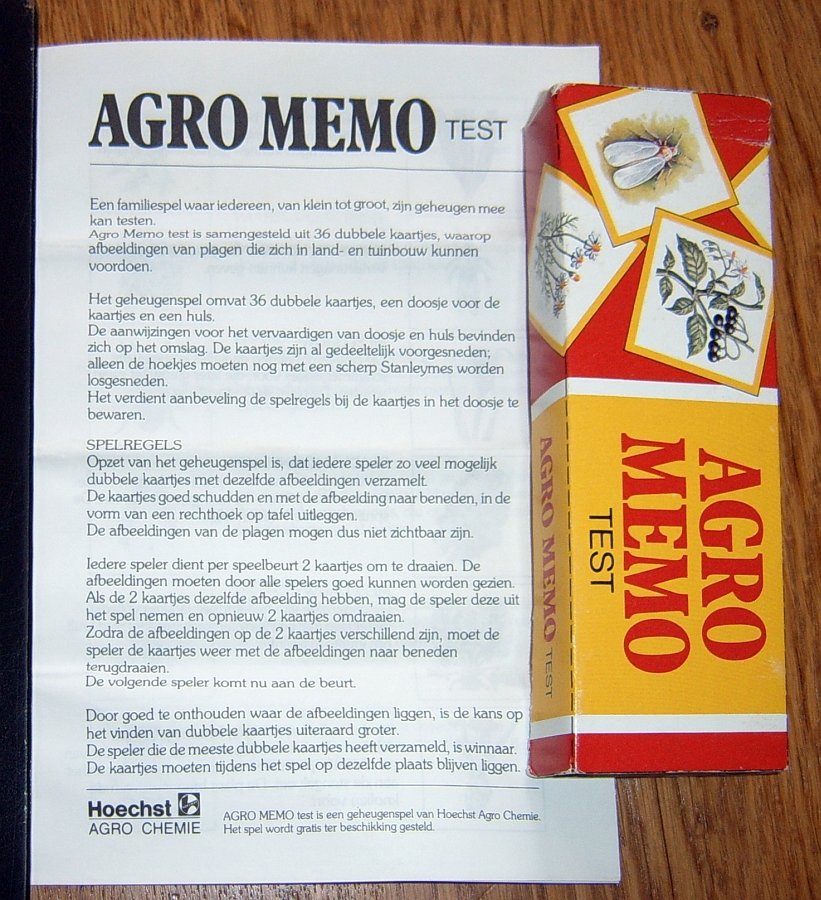 AGRO MEMO TEST
Een familiespel waar iedereen, van klein tot groot, zijn geheugen mee
kan testen.
Agro Memo test is samengesteld uit 36 dubbele kaartjes, waarop
afbeeldingen van plagen die zich in land- en tuinbouw kunnen
voordoen.
Het geheugenspel omvat 36 dubbele kaartjes, een doosje voor de
kaartjes en een huls.
De aanwijzingen voor het vervaardigen van doosje en huls bevinden
zich op het omslag. De kaartjes zijn al gedeeltelijk voorgesneden;
alleen de hoekjes moeten nog met een scherp Stanleymes worden
losgesneden.
Het verdient aanbeveling de spelregels bij de kaartjes in het doosje te
bewaren.
SPELREGELS
Opzet van het geheugenspel is, dat iedere speler zo veel mogelijk
dubbele kaartjes met dezelfde afbeeldingen verzamelt.
De kaartjes goed schudden en met de afbeelding naar beneden, in de
vorm van een rechthoek op tafel uitleggen.
De afbeeldingen van de plagen mogen dus niet zichtbaar zijn.
Iedere speler dient per speelbeurt 2 kaartjes om te draaien. De
afbeeldingen moeten door alle spelers goed kunnen worden gezien.
Als de 2 kaartjes dezelfde afbeelding hebben, mag de speler deze uit
het spel nemen en opnieuw 2 kaartjes omdraaien.
Zodra de afbeeldingen op de 2 kaartjes verschillend zijn, moet de
speler de kaartjes weer met de afbeeldingen naar beneden
terugdraaien.
De volgende speler komt nu aan de beurt.
Door goed te onthouden waar de afbeeldingen liggen, is de kans op
het vinden van dubbele kaartjes uiteraard groter.
De speler die de meeste dubbele kaartjes heeft verzameld, is winnaar.
De kaartjes moeten tijdens het spel op dezelfde plaats blijven liggen.
Hoechst
AGRO CHEMIE
AGRO MEMO test is een geheugenspel van Hoechst Agro Chemie.
Het spel wordt gratis ter beschikking gesteld.
AGRO MEMO TEST
AGRO
MEMO
TEST